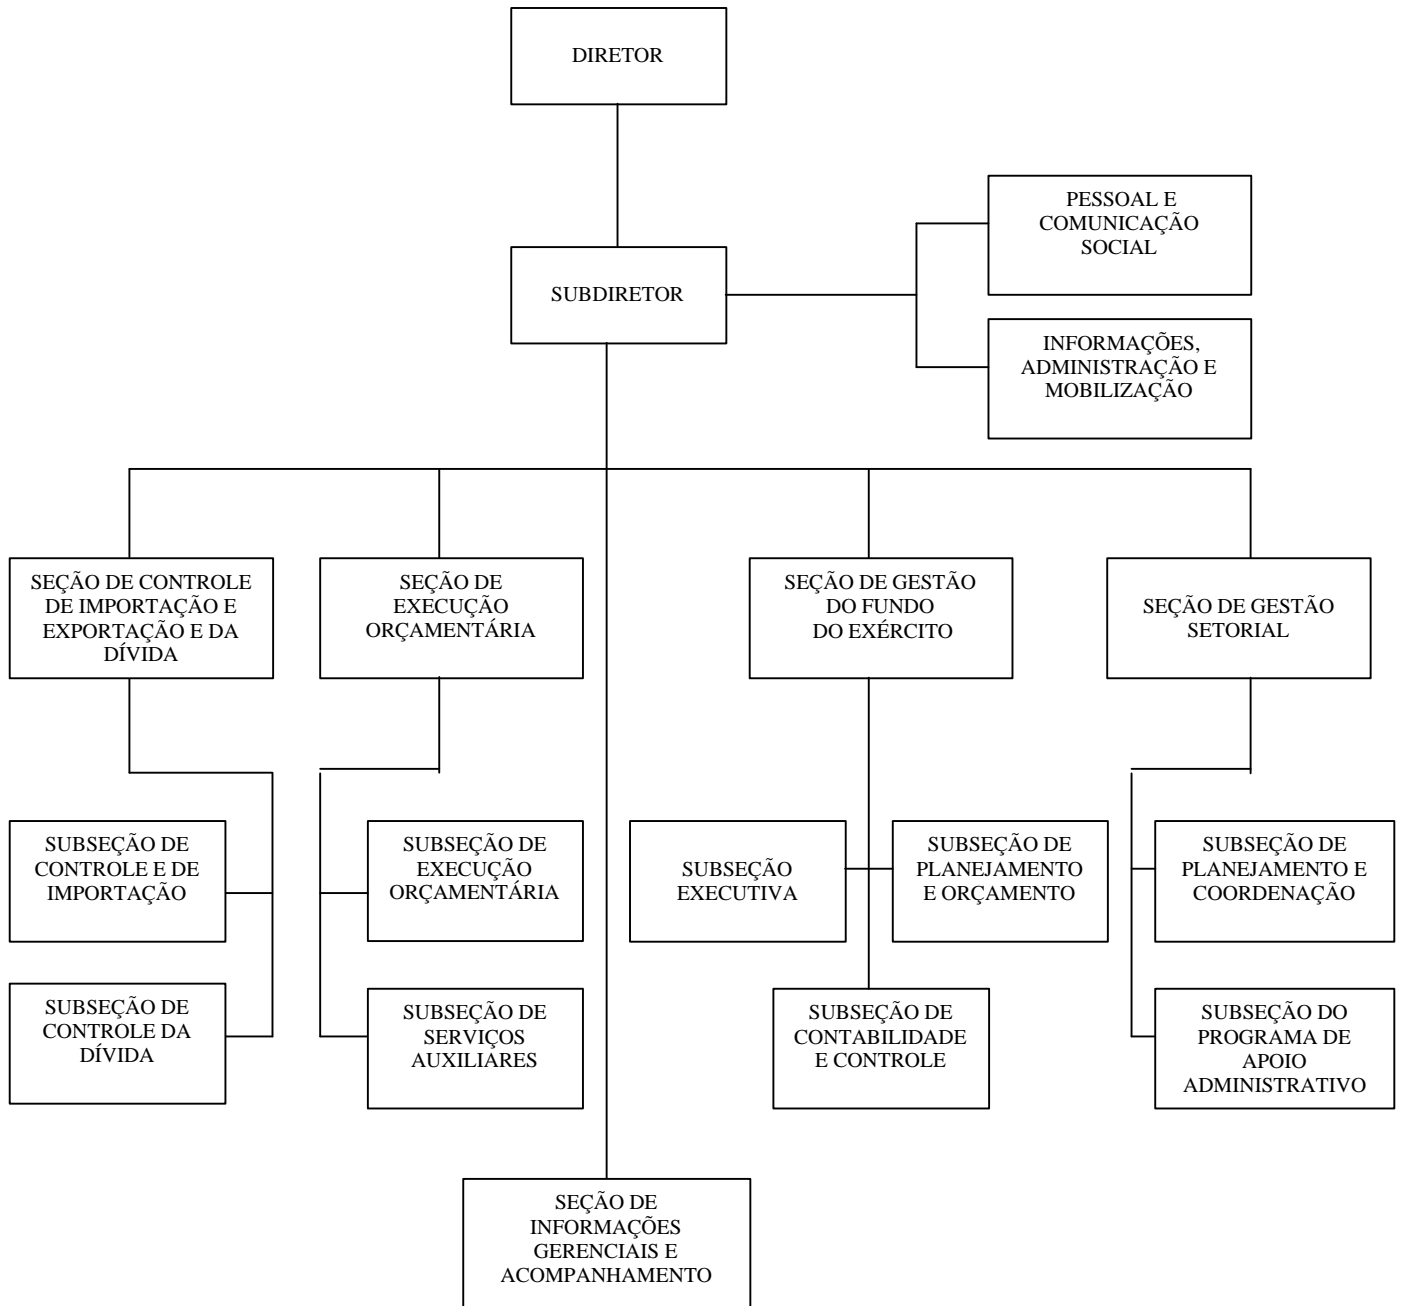 DIRETOR
PESSOAL E
COMUNICAÇÃO
SOCIAL
SUBDIRETOR
INFORMAÇÕES,
ADMINISTRAÇÃO E
MOBILIZAÇÃO
SEÇÃO DE CONTROLE
DE IMPORTAÇÃO E
EXPORTAÇÃO E DA
DÍVIDA
SEÇÃO DE
EXECUÇÃO
ORÇAMENTÁRIA
SEÇÃO DE GESTÃO
DO FUNDO
DO EXÉRCITO
SEÇÃO DE GESTÃO
SETORIAL
SUBSEÇÃO DE
CONTROLE E DE
IMPORTAÇÃO
SUBSEÇÃO DE
EXECUÇÃO
ORÇAMENTÁRIA
SUBSEÇÃO
EXECUTIVA
SUBSEÇÃO DE
PLANEJAMENTO
E ORÇAMENTO
SUBSEÇÃO DE
PLANEJAMENTO E
COORDENAÇÃO
SUBSEÇÃO DE
CONTROLE DA
DÍVIDA
SUBSEÇÃO DE
SERVIÇOS
AUXILIARES
SUBSEÇÃO DE
CONTABILIDADE
E CONTROLE
SUBSEÇÃO DO
PROGRAMA DE
APOIO
ADMINISTRATIVO
SEÇÃO DE
INFORMAÇÕES
GERENCIAIS E
ACOMPANHAMENTO